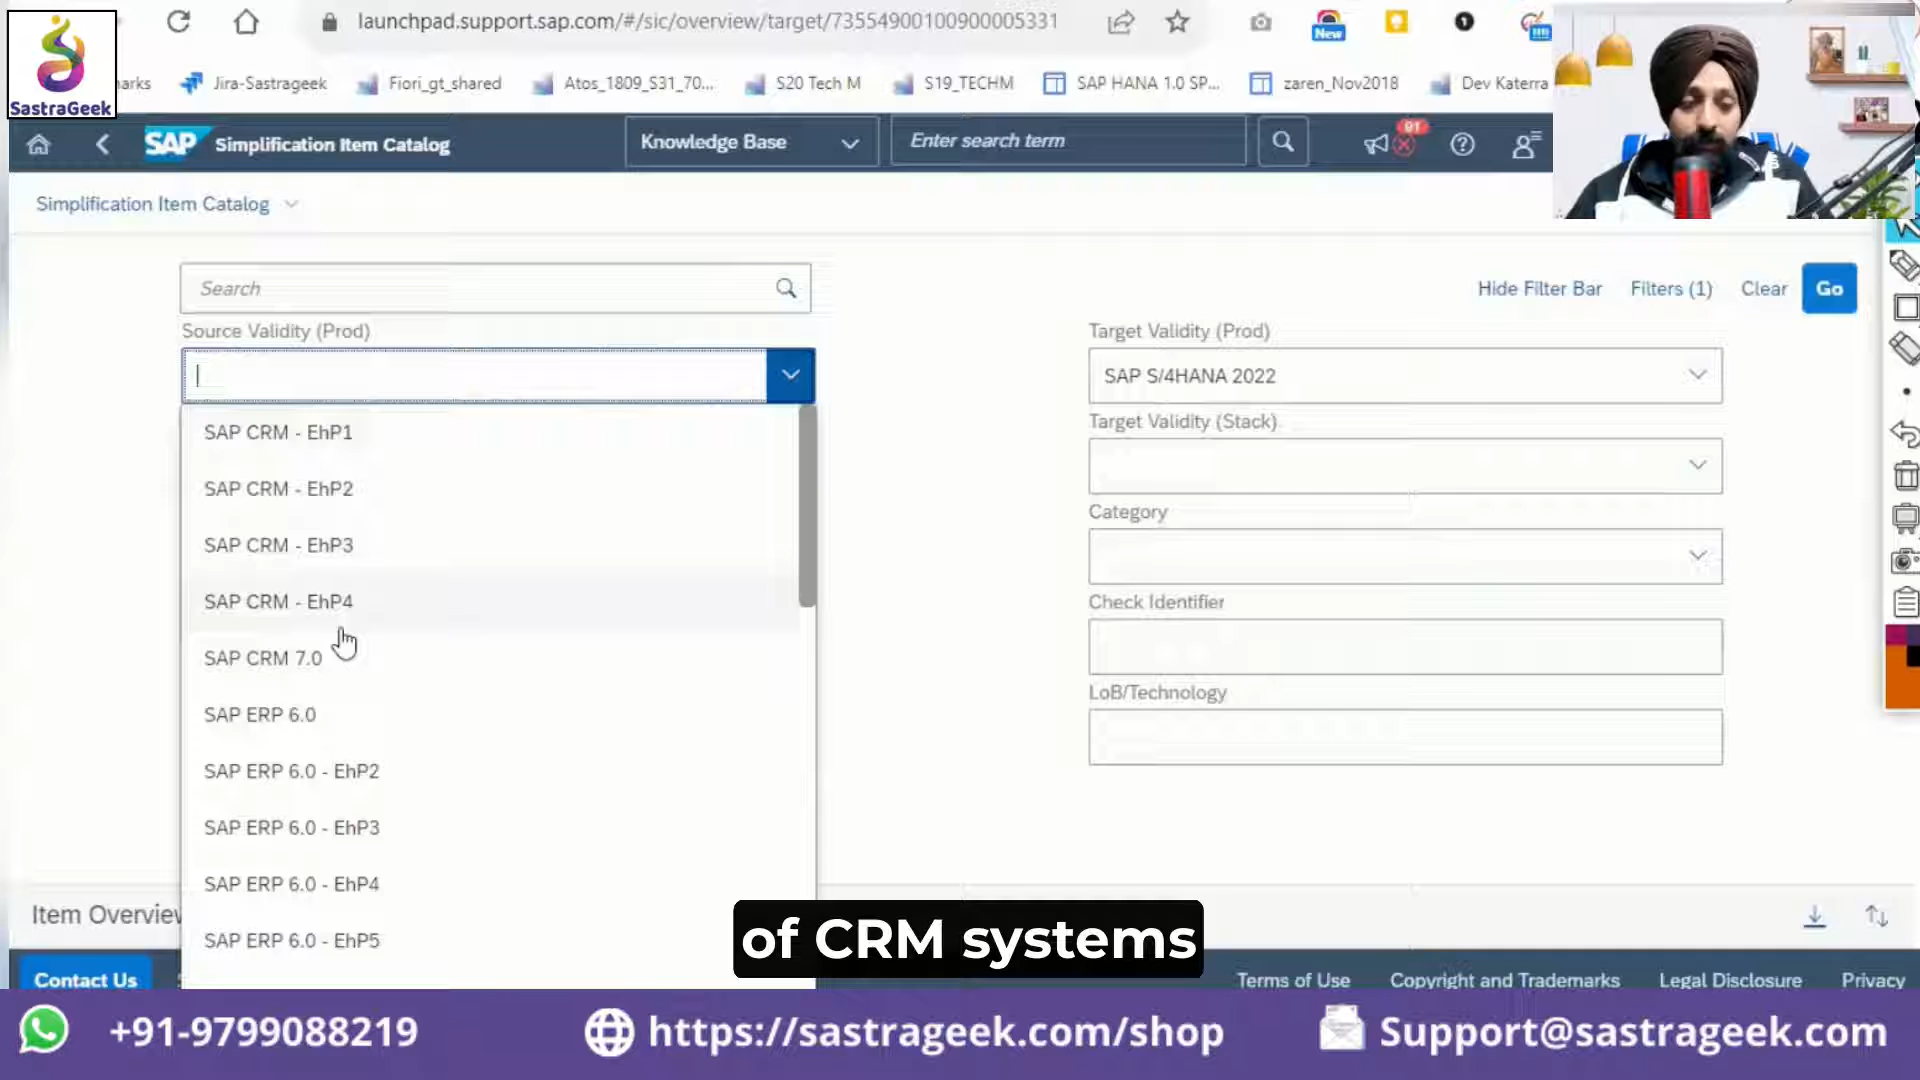 launchpad.support.sap.com/#/sic/overview/target/73554900100900005331
New
1
SastraGeek
arks
Jira-Sastrageek
Fiori_gt_shared
Atos_1809_S31_70...
S20 Tech M
S19_TECHM
SAP HANA 1.0 SP...
zaren_Nov2018
Dev Katerra
SAP
Simplification Item Catalog
Knowledge Base
Enter search term
91
Simplification Item Catalog
Search
Hide Filter Bar
Filters (1)
Clear
Go
Source Validity (Prod)
Target Validity (Prod)
SAP S/4HANA 2022
Target Validity (Stack)
Category
Check Identifier
LoB/Technology
SAP CRM - EhP1
SAP CRM - EhP2
SAP CRM - EhP3
SAP CRM - EhP4
SAP CRM 7.0
SAP ERP 6.0
SAP ERP 6.0 - EhP2
SAP ERP 6.0 - EhP3
SAP ERP 6.0 - EhP4
SAP ERP 6.0 - EhP5
Item Overview
of CRM systems
Contact Us
Terms of Use
Copyright and Trademarks
Legal Disclosure
Privacy
+91-9799088219
https://sastrageek.com/shop
Support@sastrageek.com